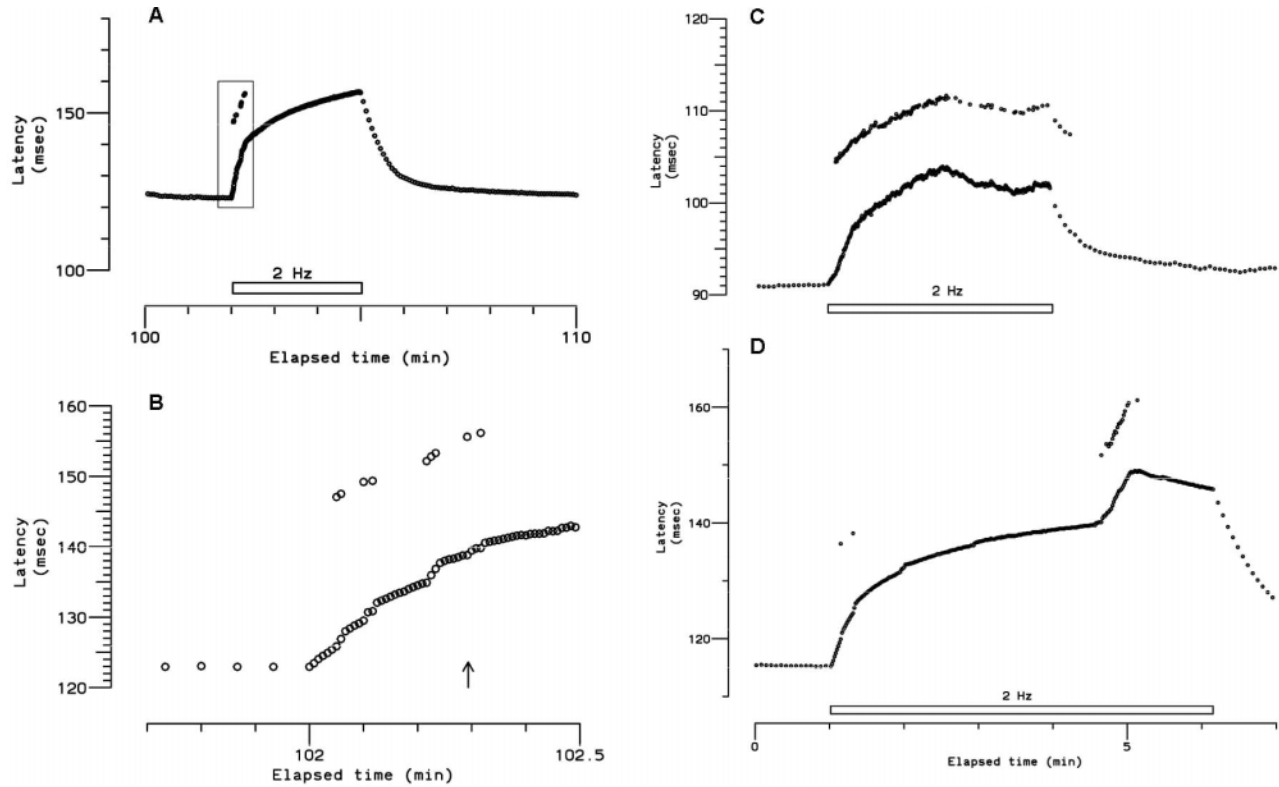 A
Latency
(msec)
150
100
2 Hz
100
110
Elapsed time (min)
B
Latency
(msec)
160
150
140
130
120
102
102.5
Elapsed time (min)
C
Latency
(msec)
120
110
100
90
2 Hz
D
Latency
(msec)
160
140
120
2 Hz
0
5
Elapsed time (min)